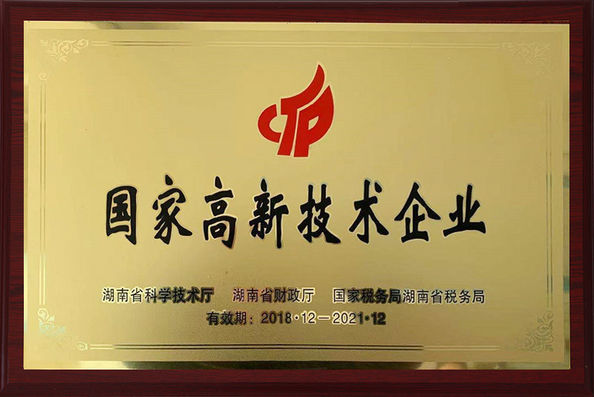 CTP
国家高新技术企业
湖南省科学技术厅 湖南省财政厅 国家税务局湖南省税务局
有效期：2018·12—2021·12